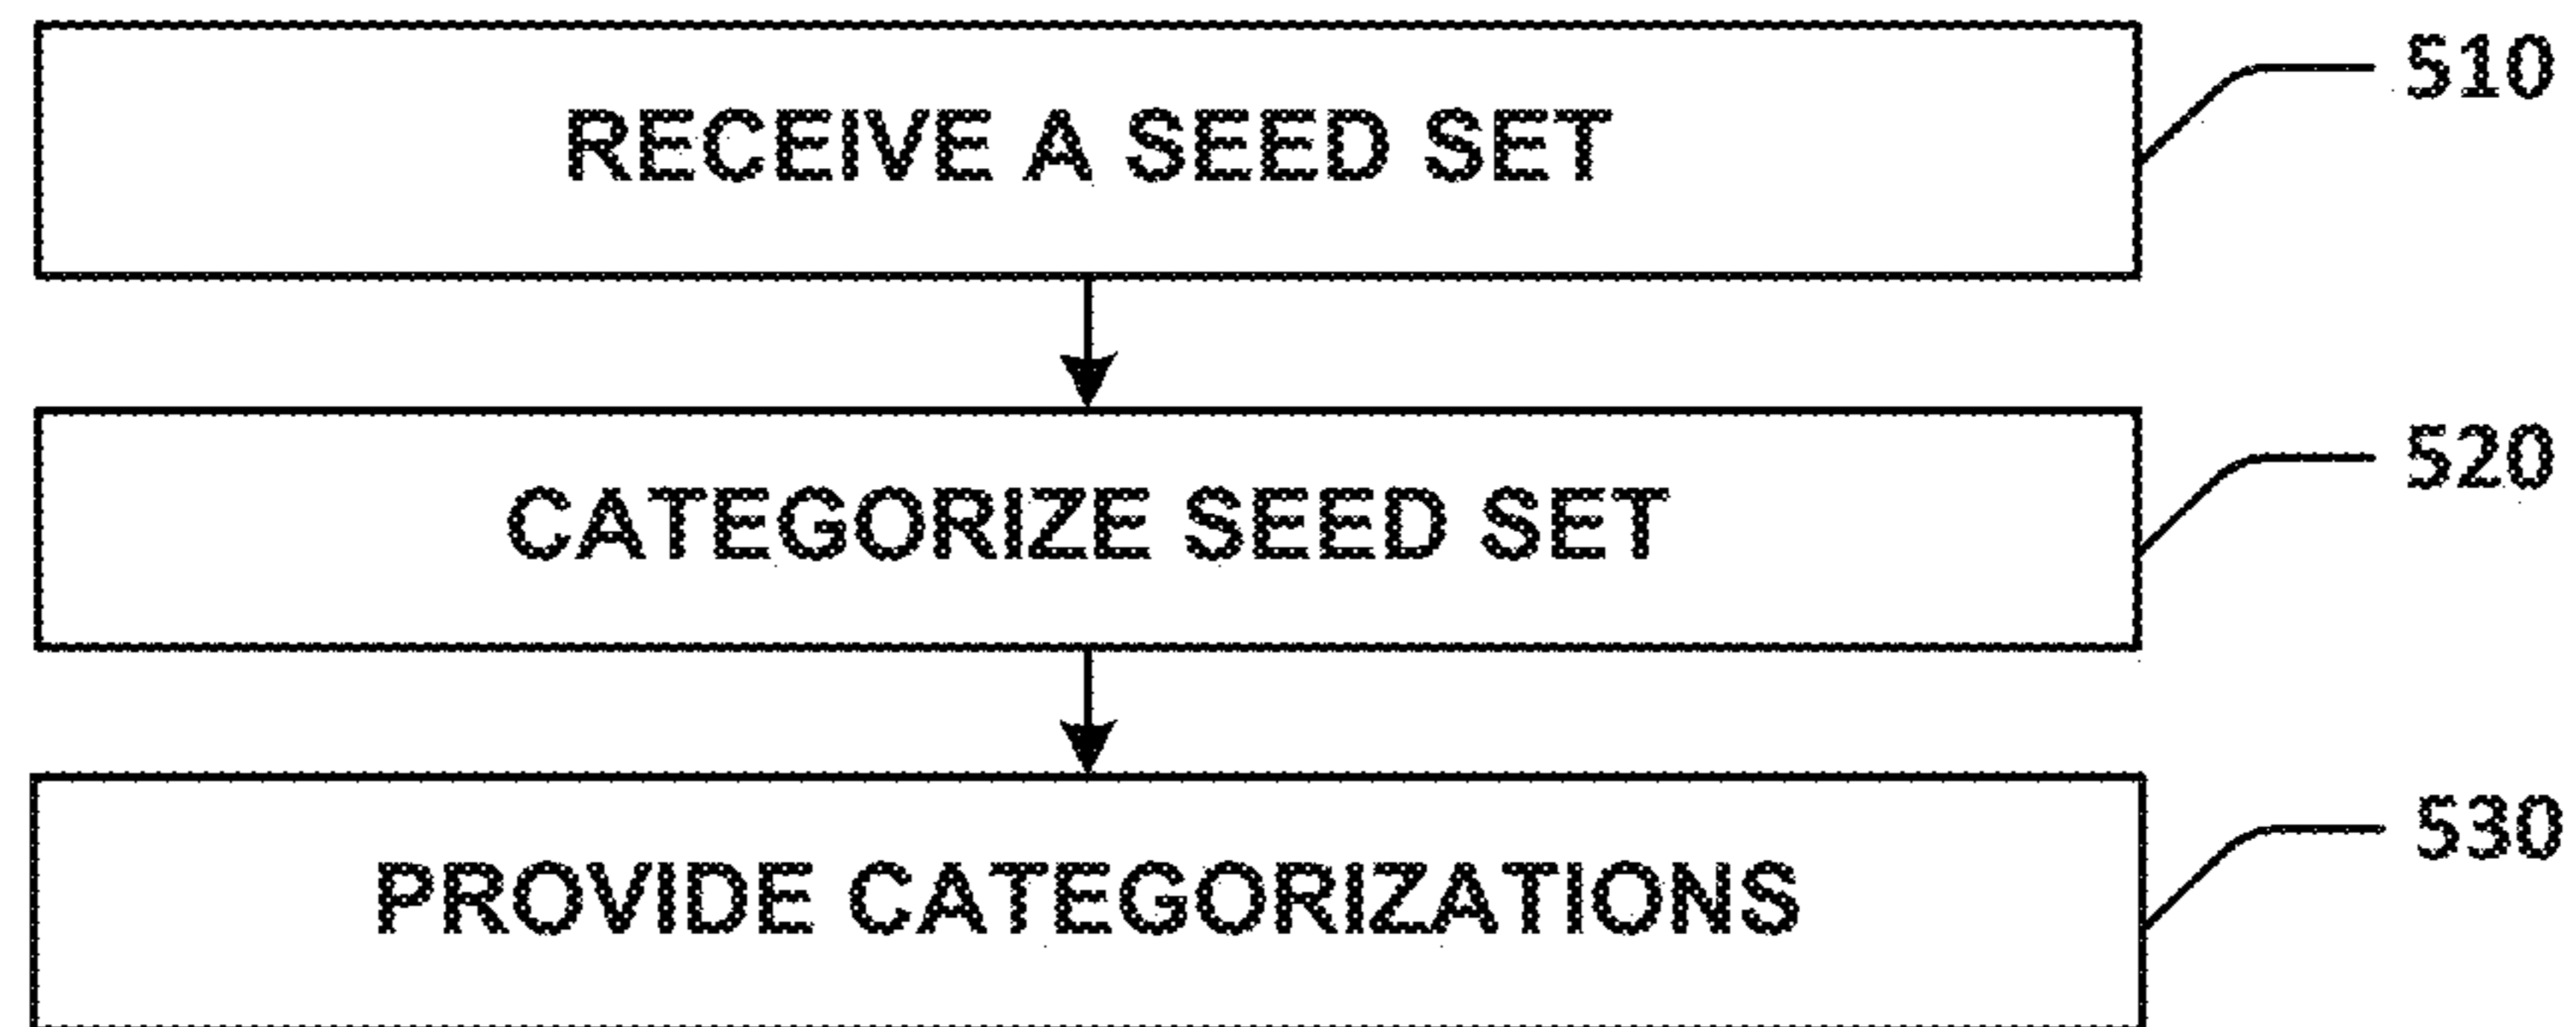 RECEIVE A SEED SET
510
CATEGORIZE SEED SET
520
PROVIDE CATEGORIZATIONS
530